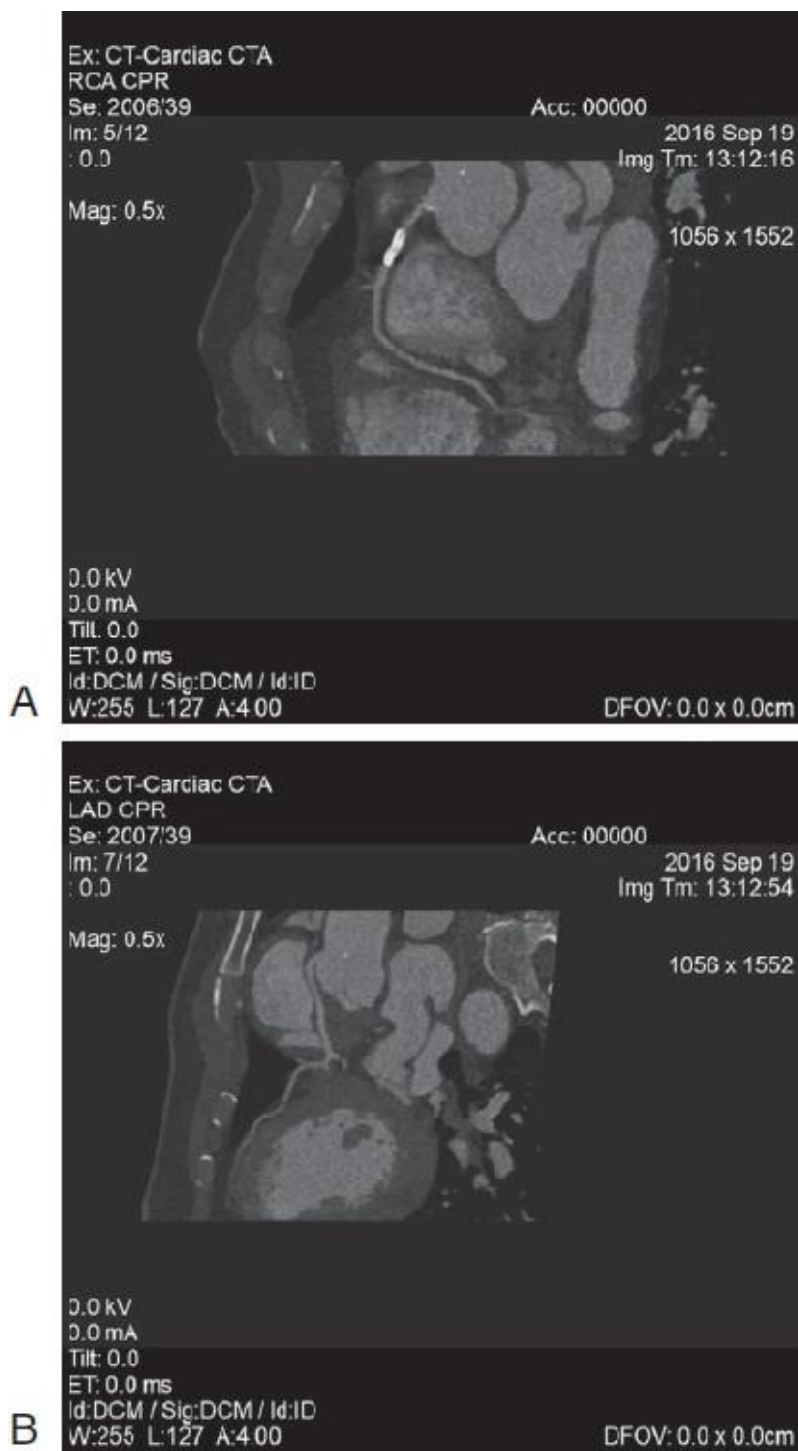 Ex: CT-Cardiac CTA
RCA CPR
Se: 2006/39 Acc: 00000
Im: 5/12 2016 Sep 19
: 0.0 Img Tm: 13:12:16
Mag: 0.5x
1056 x 1552
0.0 kV
0.0 mA
Tilt: 0.0
ET: 0.0 ms
Id:DCM / Sig:DCM / Id:ID
W:255 L:127 A:4.00 DFOV: 0.0 x 0.0cm
A
Ex: CT-Cardiac CTA
LAD CPR
Se: 2007/39 Acc: 00000
Im: 7/12 2016 Sep 19
: 0.0 Img Tm: 13:12:54
Mag: 0.5x
1056 x 1552
0.0 kV
0.0 mA
Tilt: 0.0
ET: 0.0 ms
Id:DCM / Sig:DCM / Id:ID
W:255 L:127 A:4.00 DFOV: 0.0 x 0.0cm
B